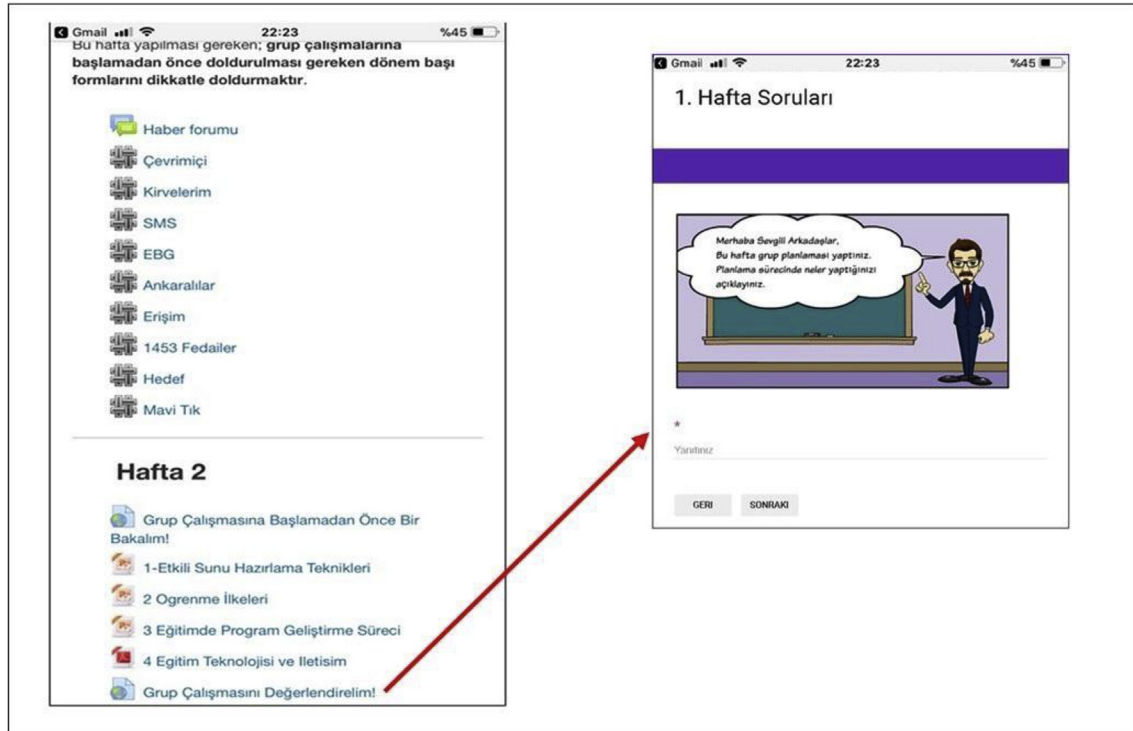 Gmail 22:23 %45
Bu hafta yapılması gereken; grup çalışmalarına
başlamadan önce doldurulması gereken dönem başı
formlarını dikkatle doldurmaktır.
Haber forumu
Çevrimiçi
Kirvelerim
SMS
EBG
Ankaralılar
Erişim
1453 Fedailer
Hedef
Mavi Tık
Hafta 2
Grup Çalışmasına Başlamadan Önce Bir
Bakalım!
1-Etkili Sunu Hazırlama Teknikleri
2 Ogrenme İlkeleri
3 Eğitimde Program Geliştirme Süreci
4 Egitim Teknolojisi ve Iletisim
Grup Çalışmasını Değerlendirelim!
Gmail 22:23 %45
1. Hafta Soruları
Merhaba Sevgili Arkadaşlar,
Bu hafta grup planlaması yaptınız.
Planlama sürecinde neler yaptığınızı
açıklayınız.
*
Yanıtınız
GERI SONRAKI